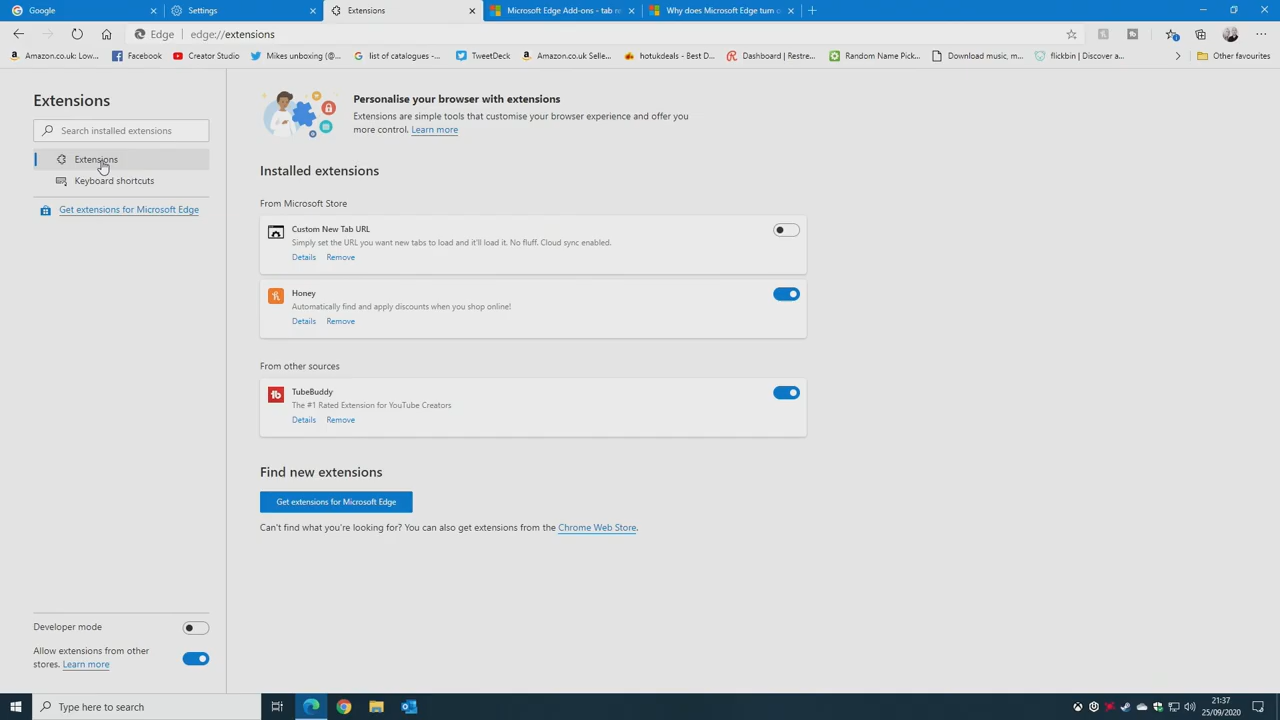 Google
Settings
Extensions
Microsoft Edge Add-ons - tab n
Why does Microsoft Edge turn o
Edge
edge://extensions
Amazon.co.uk: Low...
Facebook
Creator Studio
Mikes unboxing (@...
list of catalogues -...
TweetDeck
Amazon.co.uk Selle...
hotukdeals - Best D...
Dashboard | Restre...
Random Name Pick...
Download music, m...
flickbin | Discover a...
Other favourites
Extensions
Search installed extensions
Extensions
Keyboard shortcuts
Get extensions for Microsoft Edge
Personalise your browser with extensions
Extensions are simple tools that customise your browser experience and offer you
more control. Learn more
Installed extensions
From Microsoft Store
Custom New Tab URL
Simply set the URL you want new tabs to load and it'll load it. No fluff. Cloud sync enabled.
Details Remove
Honey
Automatically find and apply discounts when you shop online!
Details Remove
From other sources
TubeBuddy
The #1 Rated Extension for YouTube Creators
Details Remove
Find new extensions
Get extensions for Microsoft Edge
Can't find what you're looking for? You can also get extensions from the Chrome Web Store.
Developer mode
Allow extensions from other
stores. Learn more
Type here to search
21:37
25/09/2020